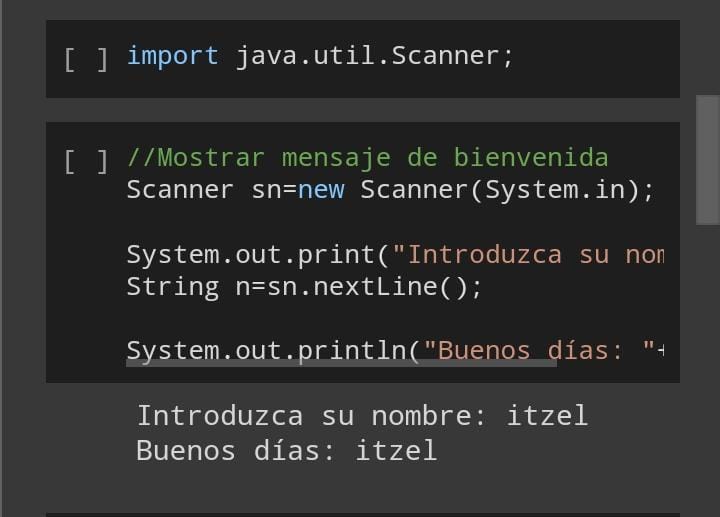 [ ] import java.util.Scanner;
[ ] //Mostrar mensaje de bienvenida
Scanner sn=new Scanner(System.in);
System.out.print("Introduzca su nom
String n=sn.nextLine();
System.out.println("Buenos días: "+
Introduzca su nombre: itzel
Buenos días: itzel